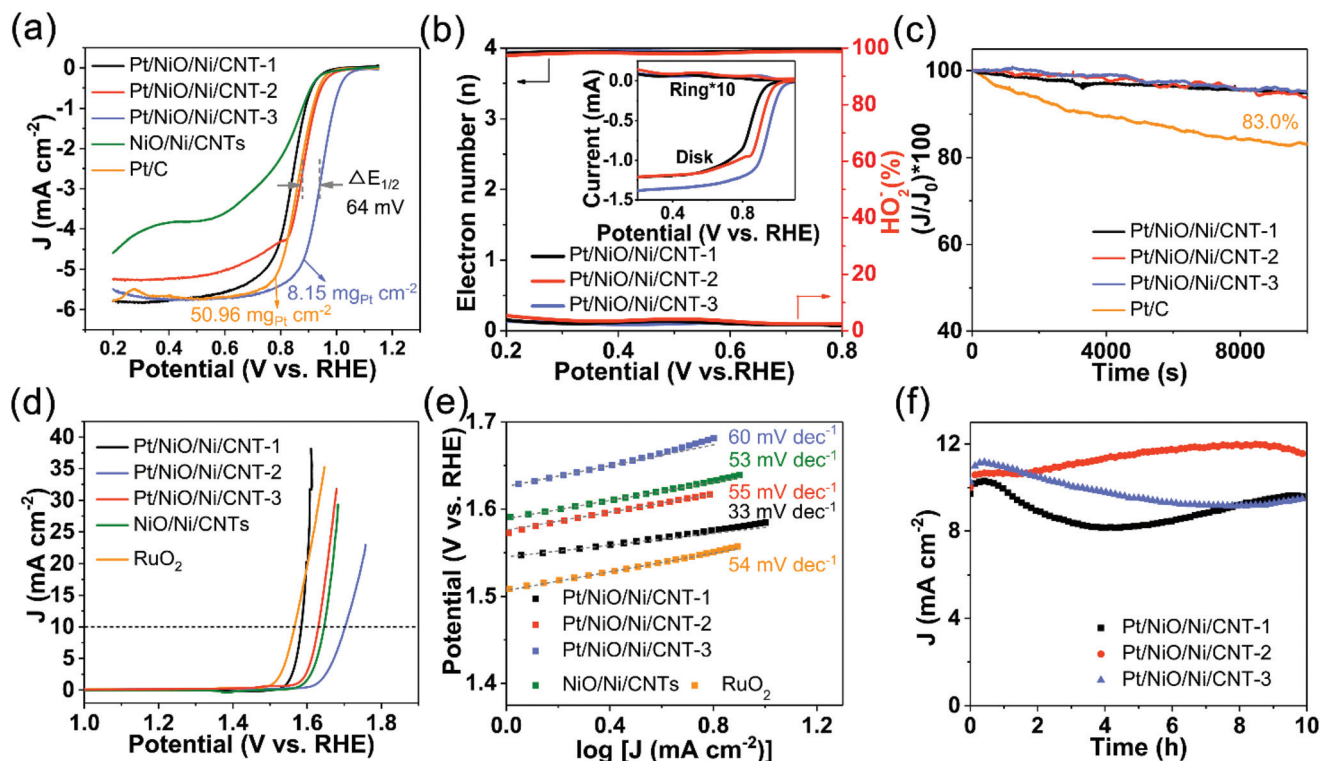 (a)
Pt/NiO/Ni/CNT-1
Pt/NiO/Ni/CNT-2
Pt/NiO/Ni/CNT-3
NiO/Ni/CNTs
Pt/C
ΔE1/2
64 mV
8.15 mgPt cm-2
50.96 mgPt cm-2
0
-1
-2
-3
-4
-5
-6
J (mA cm-2)
0.2 0.4 0.6 0.8 1.0 1.2
Potential (V vs. RHE)
(b)
4
3
2
1
0
Electron number (n)
100
80
60
40
20
0
HO2-(%)
0.0
-0.5
-1.0
-1.5
Current (mA)
Ring*10
Disk
0.4 0.6 0.8 1.0
Potential (V vs. RHE)
Pt/NiO/Ni/CNT-1
Pt/NiO/Ni/CNT-2
Pt/NiO/Ni/CNT-3
0.2 0.4 0.6 0.8
Potential (V vs.RHE)
(c)
100
80
60
40
(J/J0)*100
83.0%
Pt/NiO/Ni/CNT-1
Pt/NiO/Ni/CNT-2
Pt/NiO/Ni/CNT-3
Pt/C
0 4000 8000
Time (s)
(d)
40
35
30
25
20
15
10
5
0
J (mA cm-2)
Pt/NiO/Ni/CNT-1
Pt/NiO/Ni/CNT-2
Pt/NiO/Ni/CNT-3
NiO/Ni/CNTs
RuO2
1.0 1.2 1.4 1.6 1.8
Potential (V vs. RHE)
(e)
1.7
1.6
1.5
1.4
Potential (V vs. RHE)
60 mV dec-1
53 mV dec-1
55 mV dec-1
33 mV dec-1
54 mV dec-1
Pt/NiO/Ni/CNT-1
Pt/NiO/Ni/CNT-2
Pt/NiO/Ni/CNT-3
NiO/Ni/CNTs RuO2
0.0 0.4 0.8 1.2
log [J (mA cm-2)]
(f)
12
8
4
0
J (mA cm-2)
Pt/NiO/Ni/CNT-1
Pt/NiO/Ni/CNT-2
Pt/NiO/Ni/CNT-3
0 2 4 6 8 10
Time (h)